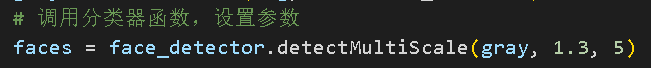 # 调用分类器函数，设置参数
faces = face_detector.detectMultiScale(gray, 1.3, 5)